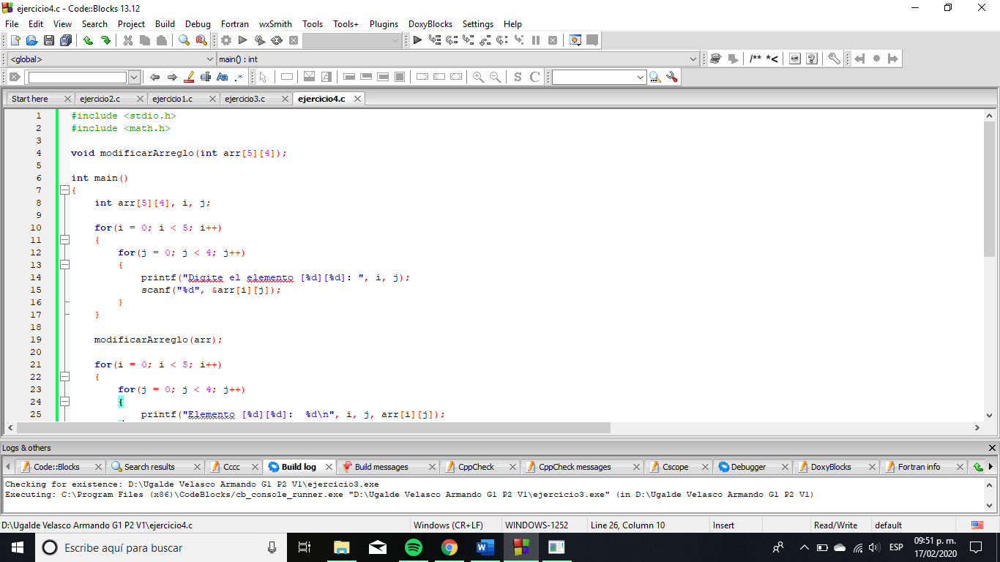 ejercicio4.c - Code::Blocks 13.12
File Edit View Search Project Build Debug Fortran wxSmith Tools Tools+ Plugins DoxyBlocks Settings Help
<global> main() : int /** *<
Aa .* S C
Start here ejercicio2.c ejercicio1.c ejercicio3.c ejercicio4.c
1 #include <stdio.h>
2 #include <math.h>
3
4 void modificarArreglo(int arr[5][4]);
5
6 int main()
7 {
8 int arr[5][4], i, j;
9
10 for(i = 0; i < 5; i++)
11 {
12 for(j = 0; j < 4; j++)
13 {
14 printf("Digite el elemento [%d][%d]: ", i, j);
15 scanf("%d", &arr[i][j]);
16 }
17 }
18
19 modificarArreglo(arr);
20
21 for(i = 0; i < 5; i++)
22 {
23 for(j = 0; j < 4; j++)
24 {
25 printf("Elemento [%d][%d]:  %d\n", i, j, arr[i][j]);
Logs & others
Code::Blocks Search results Cccc Build log Build messages CppCheck CppCheck messages Cscope Debugger DoxyBlocks Fortran info
Checking for existence: D:\Ugalde Velasco Armando G1 P2 V1\ejercicio3.exe
Executing: C:\Program Files (x86)\CodeBlocks/cb_console_runner.exe "D:\Ugalde Velasco Armando G1 P2 V1\ejercicio3.exe" (in D:\Ugalde Velasco Armando G1 P2 V1)
D:\Ugalde Velasco Armando G1 P2 V1\ejercicio4.c Windows (CR+LF) WINDOWS-1252 Line 26, Column 10 Insert Read/Write default
Escribe aquí para buscar ESP 09:51 p. m.
17/02/2020